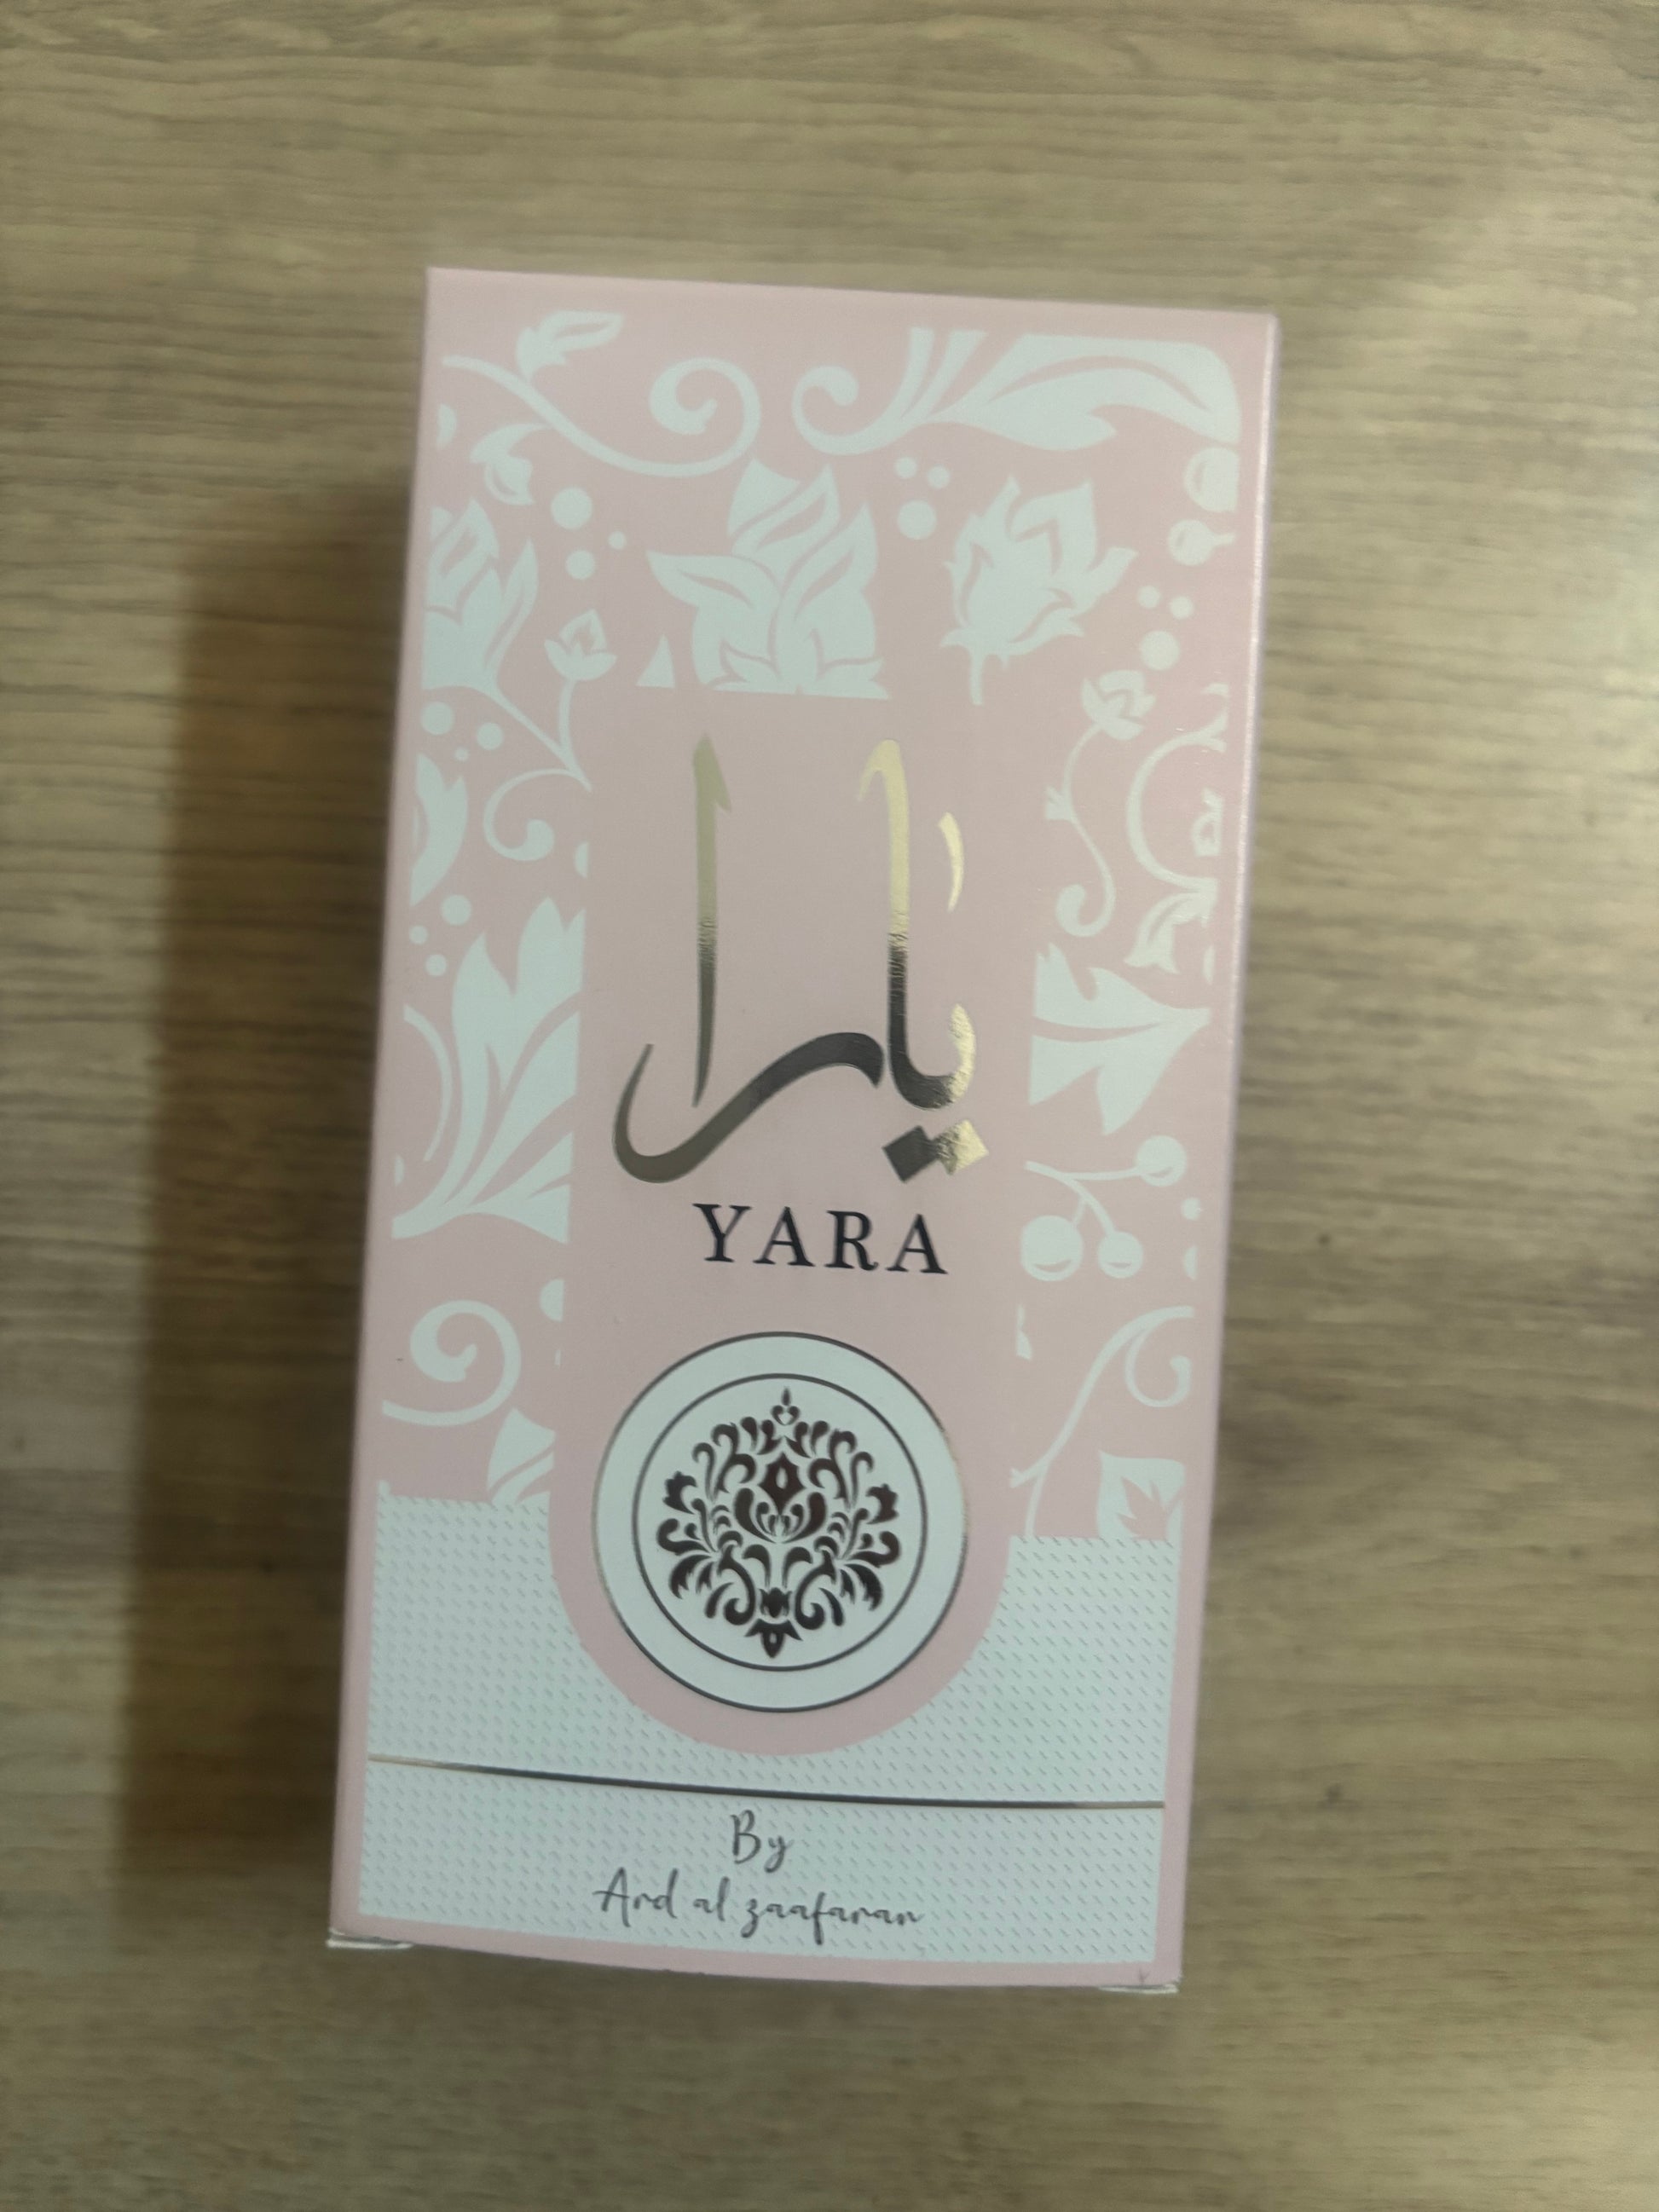 يارا
YARA
By
Ard al zaafaran